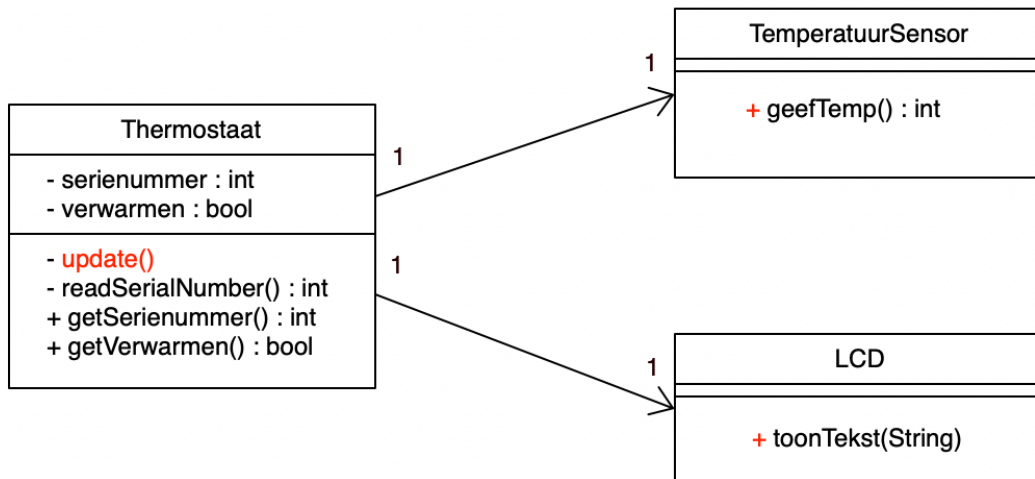 Thermostaat
- serienummer : int
- verwarmen : bool
- update()
- readSerialNumber() : int
+ getSerienummer() : int
+ getVerwarmen() : bool
1
1
1
1
TemperatuurSensor
+ geefTemp() : int
LCD
+ toonTekst(String)